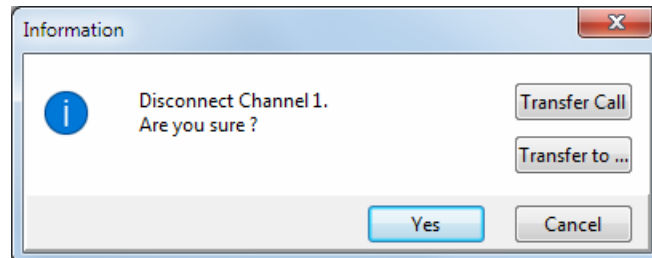 Information
Disconnect Channel 1.
Are you sure ?
Transfer Call
Transfer to ...
Yes
Cancel